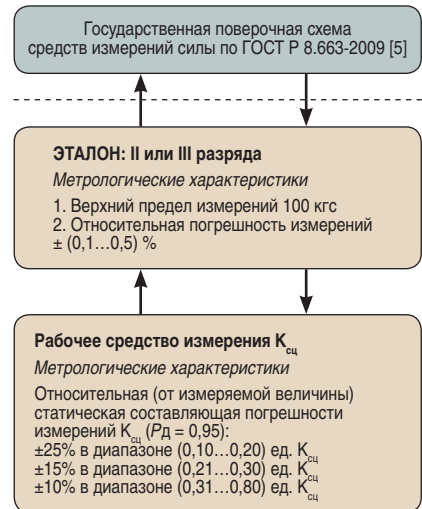 Государственная поверочная схема
средств измерений силы по ГОСТ Р 8.663-2009 [5]
ЭТАЛОН: II или III разряда
Метрологические характеристики
1. Верхний предел измерений 100 кгс
2. Относительная погрешность измерений
± (0,1…0,5) %
Рабочее средство измерения Kсц
Метрологические характеристики
Относительная (от измеряемой величины)
статическая составляющая погрешности
измерений Kсц (Pд = 0,95):
±25% в диапазоне (0,10…0,20) ед. Kсц
±15% в диапазоне (0,21…0,30) ед. Kсц
±10% в диапазоне (0,31…0,80) ед. Kсц